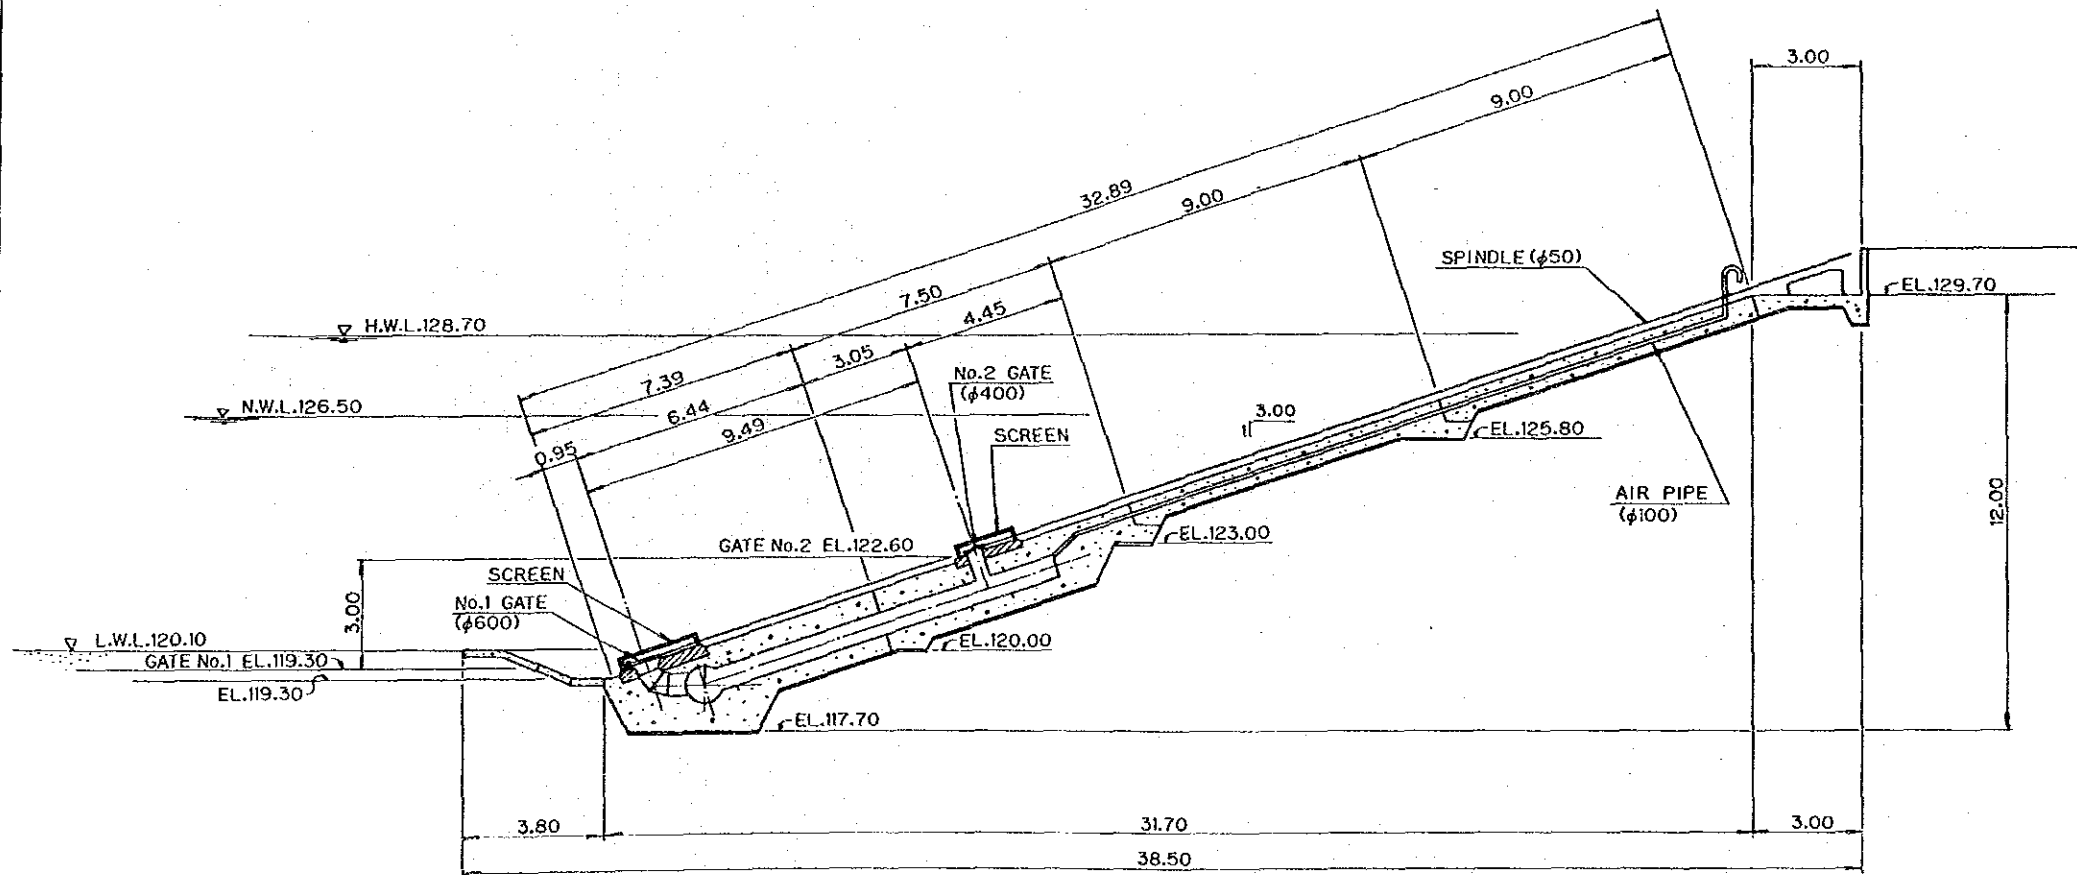 3.00
9.00
32.89
9.00
SPINDLE (φ50)
EL.129.70
7.50
4.45
H.W.L.128.70
3.05
7.39
No.2 GATE
(φ400)
N.W.L.126.50
6.44
9.49
SCREEN
1
3.00
EL.125.80
0.95
AIR PIPE
(φ100)
12.00
EL.123.00
GATE No.2 EL.122.60
SCREEN
No.1 GATE
(φ600)
3.00
L.W.L.120.10
EL.120.00
GATE No.1 EL.119.30
EL.119.30
EL.117.70
3.80
31.70
3.00
38.50